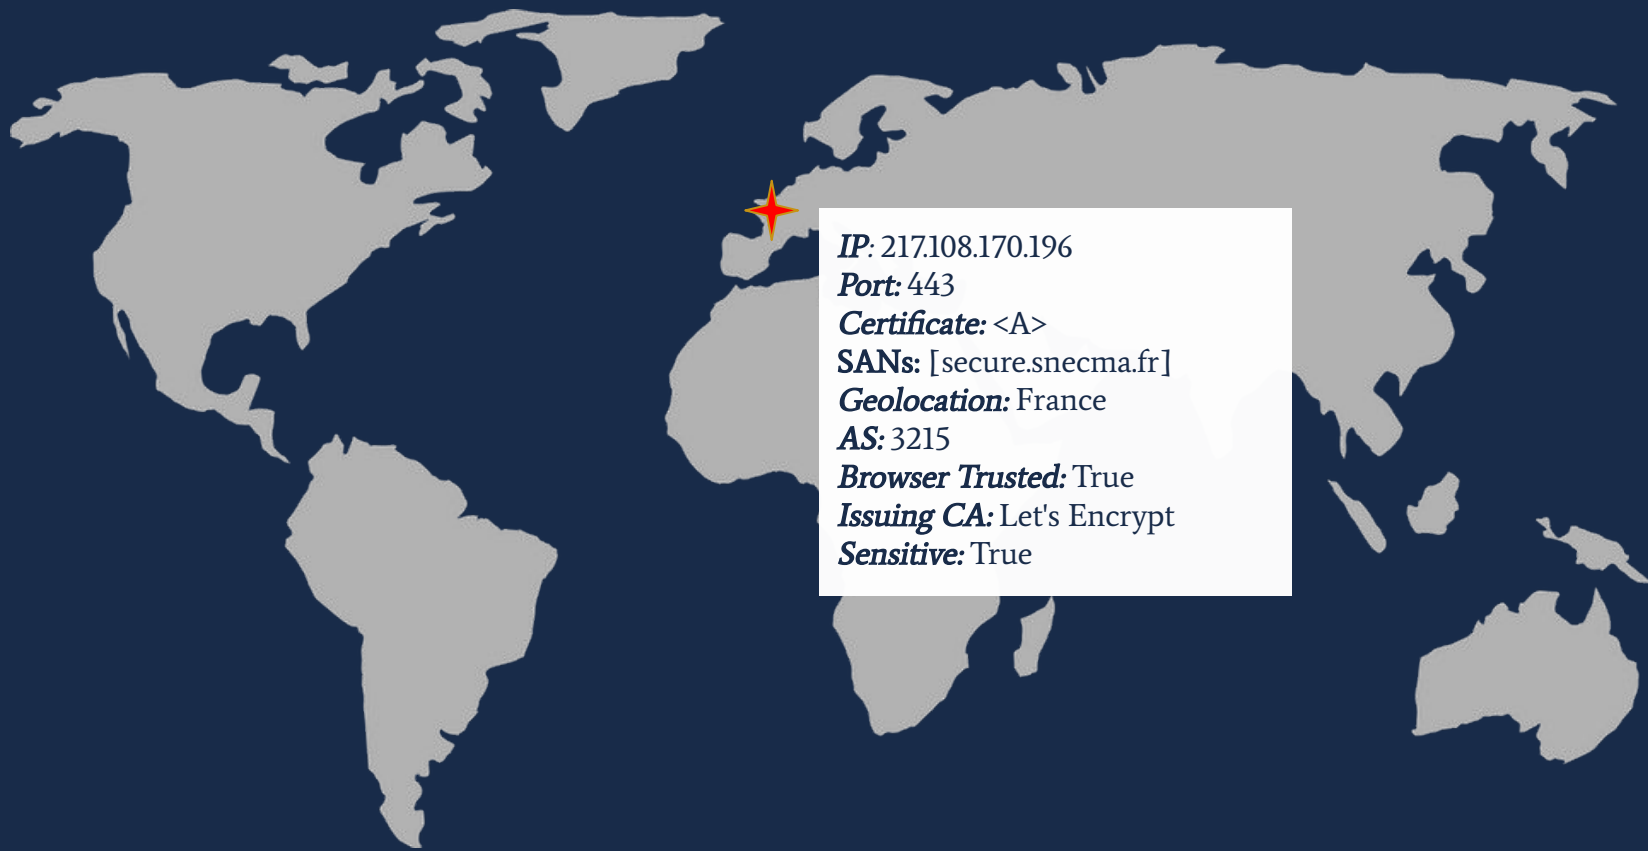 IP: 217.108.170.196
Port: 443
Certificate: <A>
SANs: [secure.snecma.fr]
Geolocation: France
AS: 3215
Browser Trusted: True
Issuing CA: Let's Encrypt
Sensitive: True